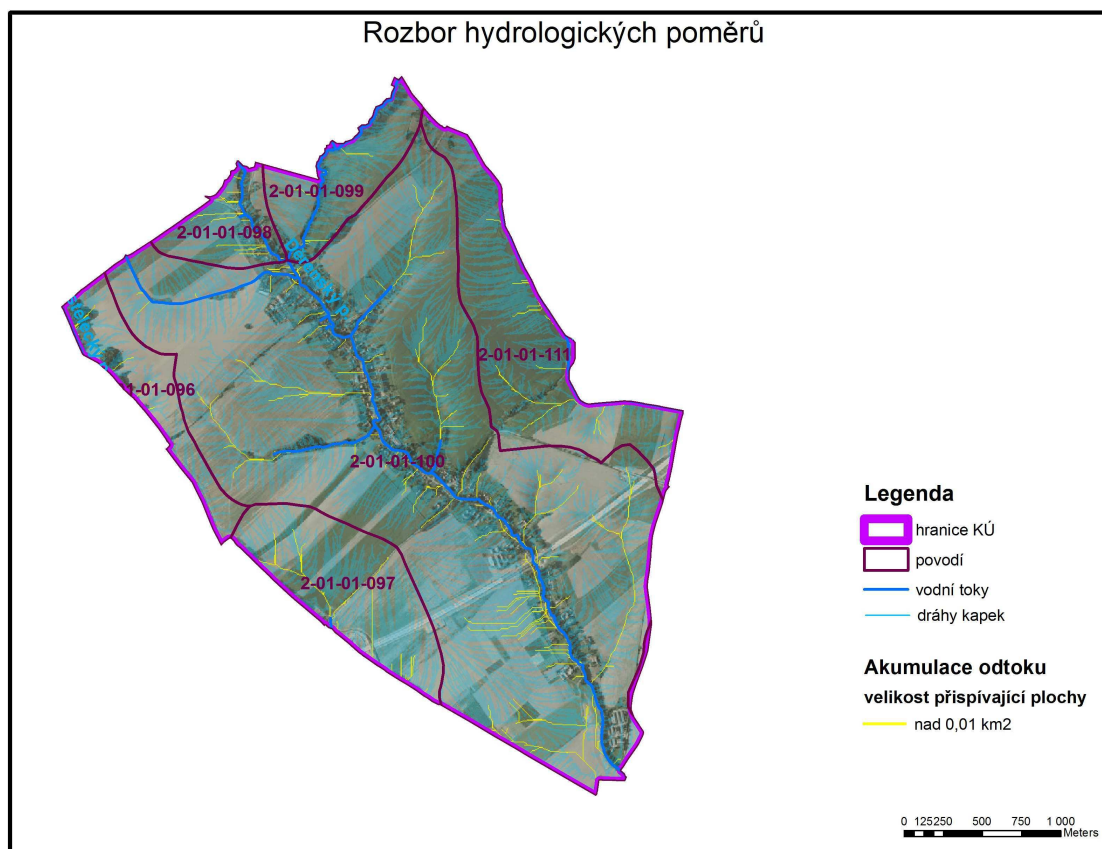 Rozbor hydrologických poměrů
2-01-01-099
2-01-01-098
1-01-096
2-01-01-111
2-01-01-100
2-01-01-097
Legenda
hranice KÚ
povodí
vodní toky
dráhy kapek
Akumulace odtoku
velikost přispívající plochy
nad 0,01 km2
0 125250 500 750 1 000
Meters